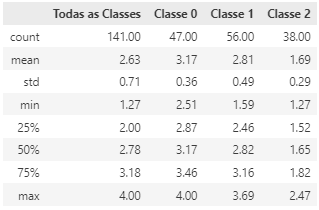 Todas as Classes Classe 0 Classe 1 Classe 2
count 141.00 47.00 56.00 38.00
mean 2.63 3.17 2.81 1.69
std 0.71 0.36 0.49 0.29
min 1.27 2.51 1.59 1.27
25% 2.00 2.87 2.46 1.52
50% 2.78 3.17 2.82 1.65
75% 3.18 3.46 3.16 1.82
max 4.00 4.00 3.69 2.47